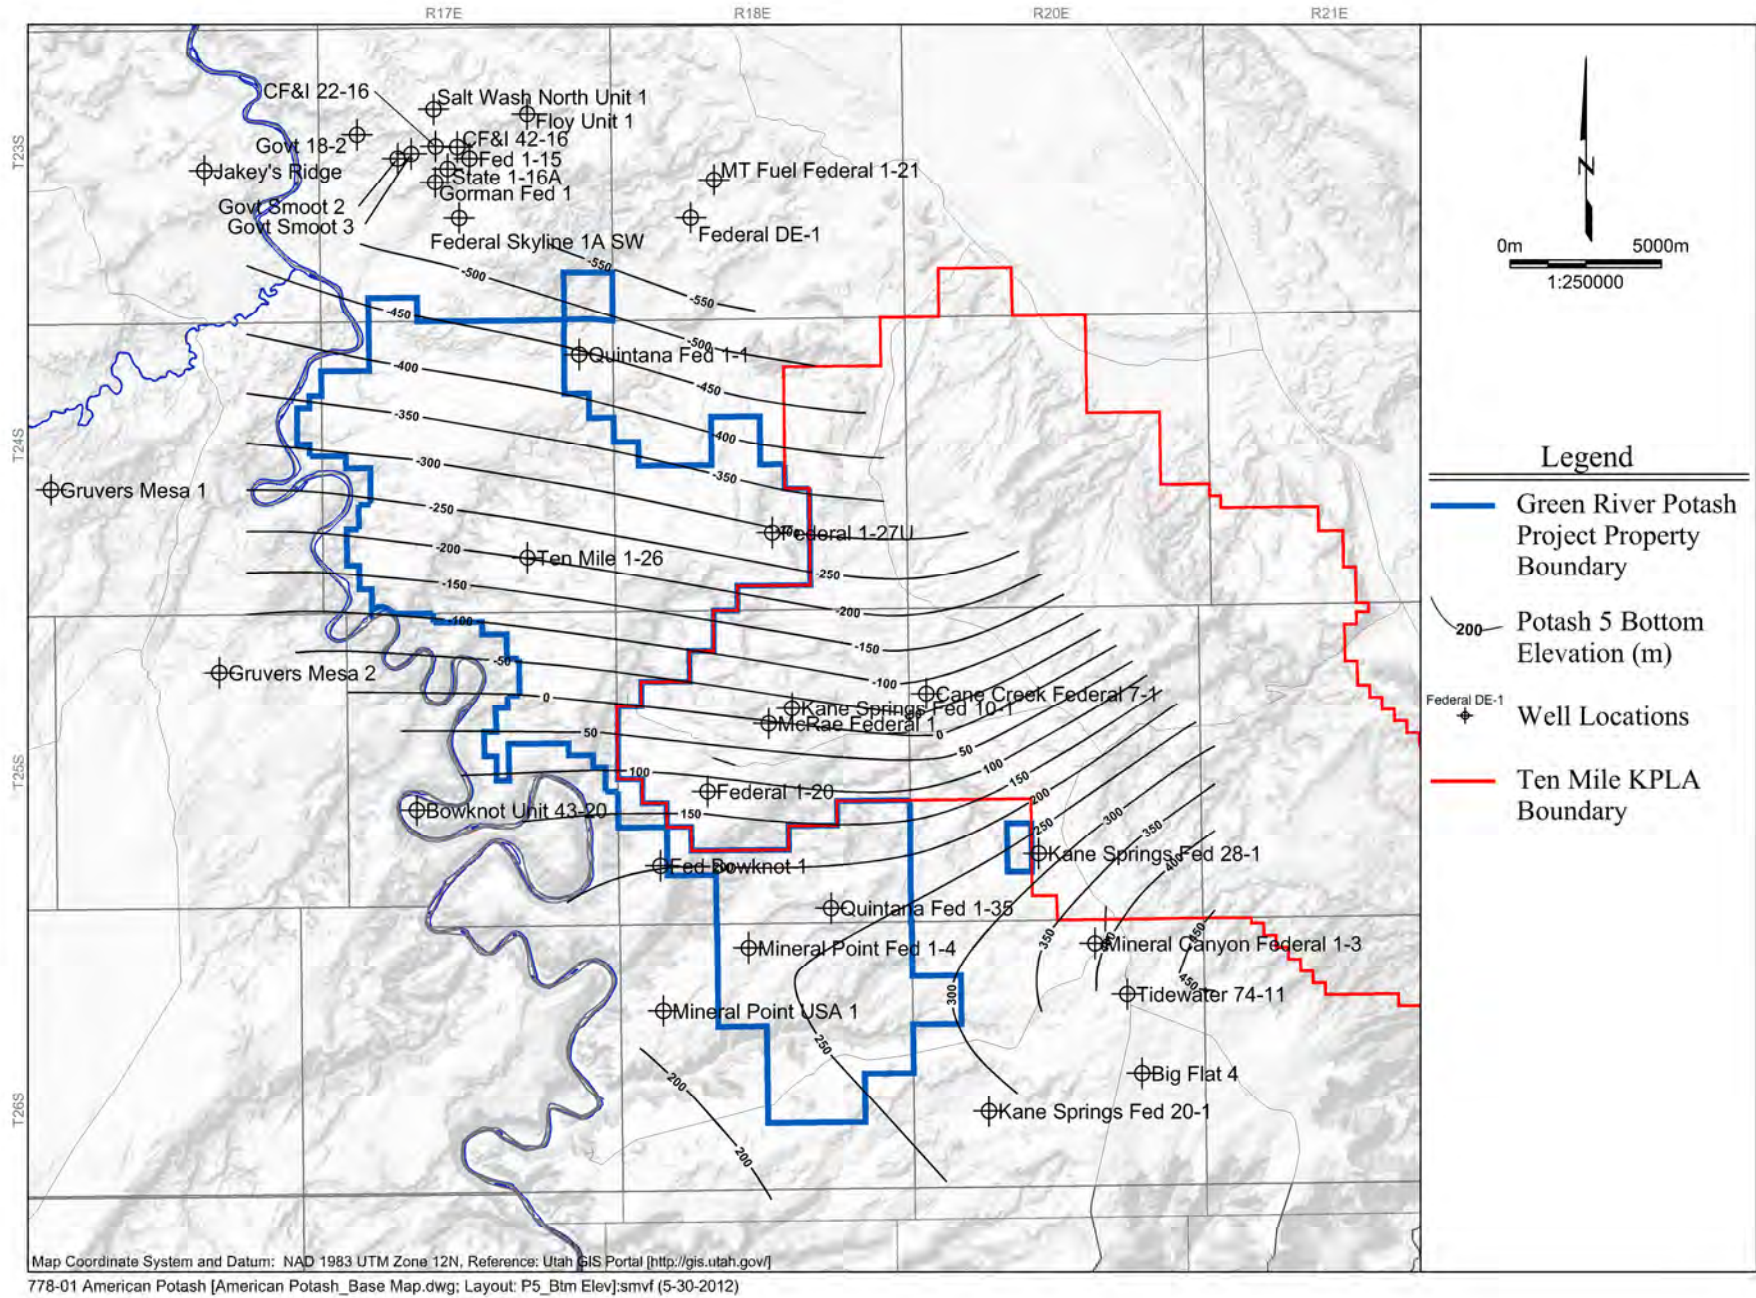 R17E
R18E
R20E
R21E
T23S
T24S
T25S
T26S
CF&I 22-16
Salt Wash North Unit 1
Floy Unit 1
Govt 18-2
CF&I 42-16
Fed 1-15
Jakey's Ridge
State 1-16A
Gorman Fed 1
MT Fuel Federal 1-21
Govt Smoot 2
Govt Smoot 3
Federal Skyline 1A SW
Federal DE-1
-500
-550
-550
-450
-500
Quintana Fed 1-1
-400
-450
-350
-400
-300
-350
Gruvers Mesa 1
-250
Federal 1-27U
-200
Ten Mile 1-26
-250
-150
-200
-100
-150
-50
-100
Gruvers Mesa 2
0
Cane Creek Federal 7-1
Kane Springs Fed 10-1
McRae Federal 1
50
0
50
100
100
150
Federal 1-20
200
Bowknot Unit 43-20
150
250
300
350
Fed Bowknot 1
Kane Springs Fed 28-1
400
Quintana Fed 1-35
Mineral Point Fed 1-4
350
Mineral Canyon Federal 1-3
450
450
300
Tidewater 74-11
Mineral Point USA 1
250
200
Big Flat 4
Kane Springs Fed 20-1
200
N
0m 5000m
1:250000
Legend
Green River Potash
Project Property
Boundary
200
Potash 5 Bottom
Elevation (m)
Federal DE-1
Well Locations
Ten Mile KPLA
Boundary
Map Coordinate System and Datum: NAD 1983 UTM Zone 12N, Reference: Utah GIS Portal [http://gis.utah.gov/]
778-01 American Potash [American Potash_Base Map.dwg; Layout: P5_Btm Elev]:smvf (5-30-2012)